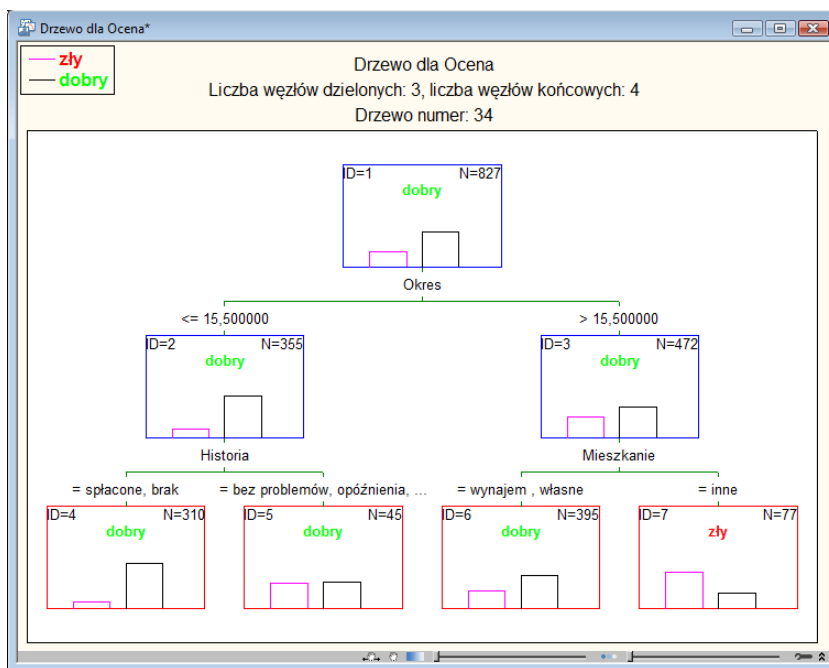 Drzewo dla Ocena*
zły
dobry
Drzewo dla Ocena
Liczba węzłów dzielonych: 3, liczba węzłów końcowych: 4
Drzewo numer: 34
ID=1 N=827
dobry
Okres
<= 15,500000 > 15,500000
ID=2 N=355 ID=3 N=472
dobry dobry
Historia Mieszkanie
= spłacone, brak = bez problemów, opóźnienia, ... = wynajem , własne = inne
ID=4 N=310 ID=5 N=45 ID=6 N=395 ID=7 N=77
dobry dobry dobry zły